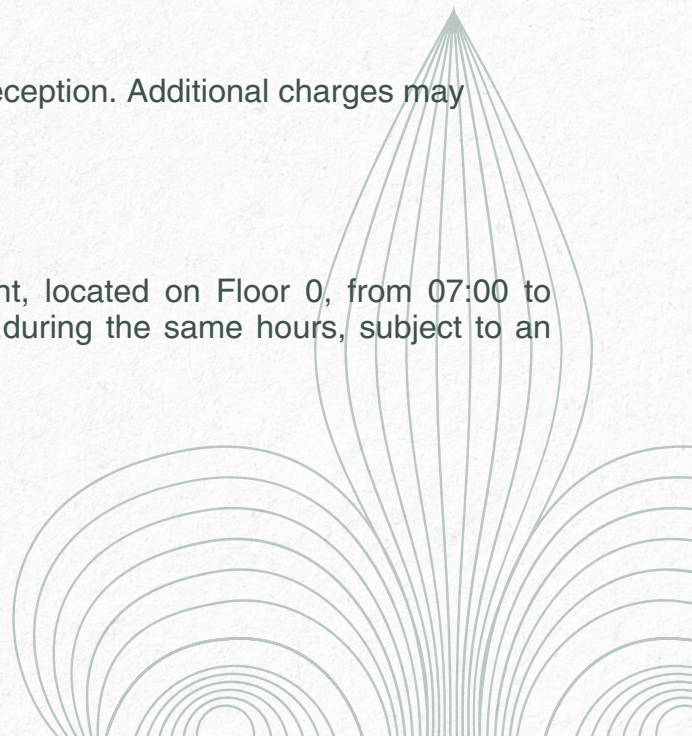 eception. Additional charges may
nt, located on Floor 0, from 07:00 to
during the same hours, subject to an